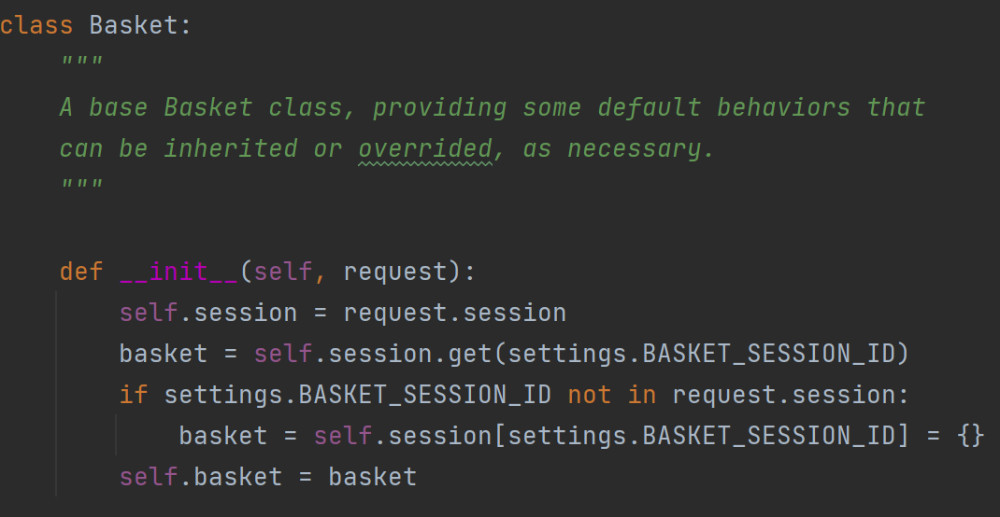 class Basket:
    """
    A base Basket class, providing some default behaviors that
    can be inherited or overrided, as necessary.
    """
    def __init__(self, request):
        self.session = request.session
        basket = self.session.get(settings.BASKET_SESSION_ID)
        if settings.BASKET_SESSION_ID not in request.session:
            basket = self.session[settings.BASKET_SESSION_ID] = {}
        self.basket = basket